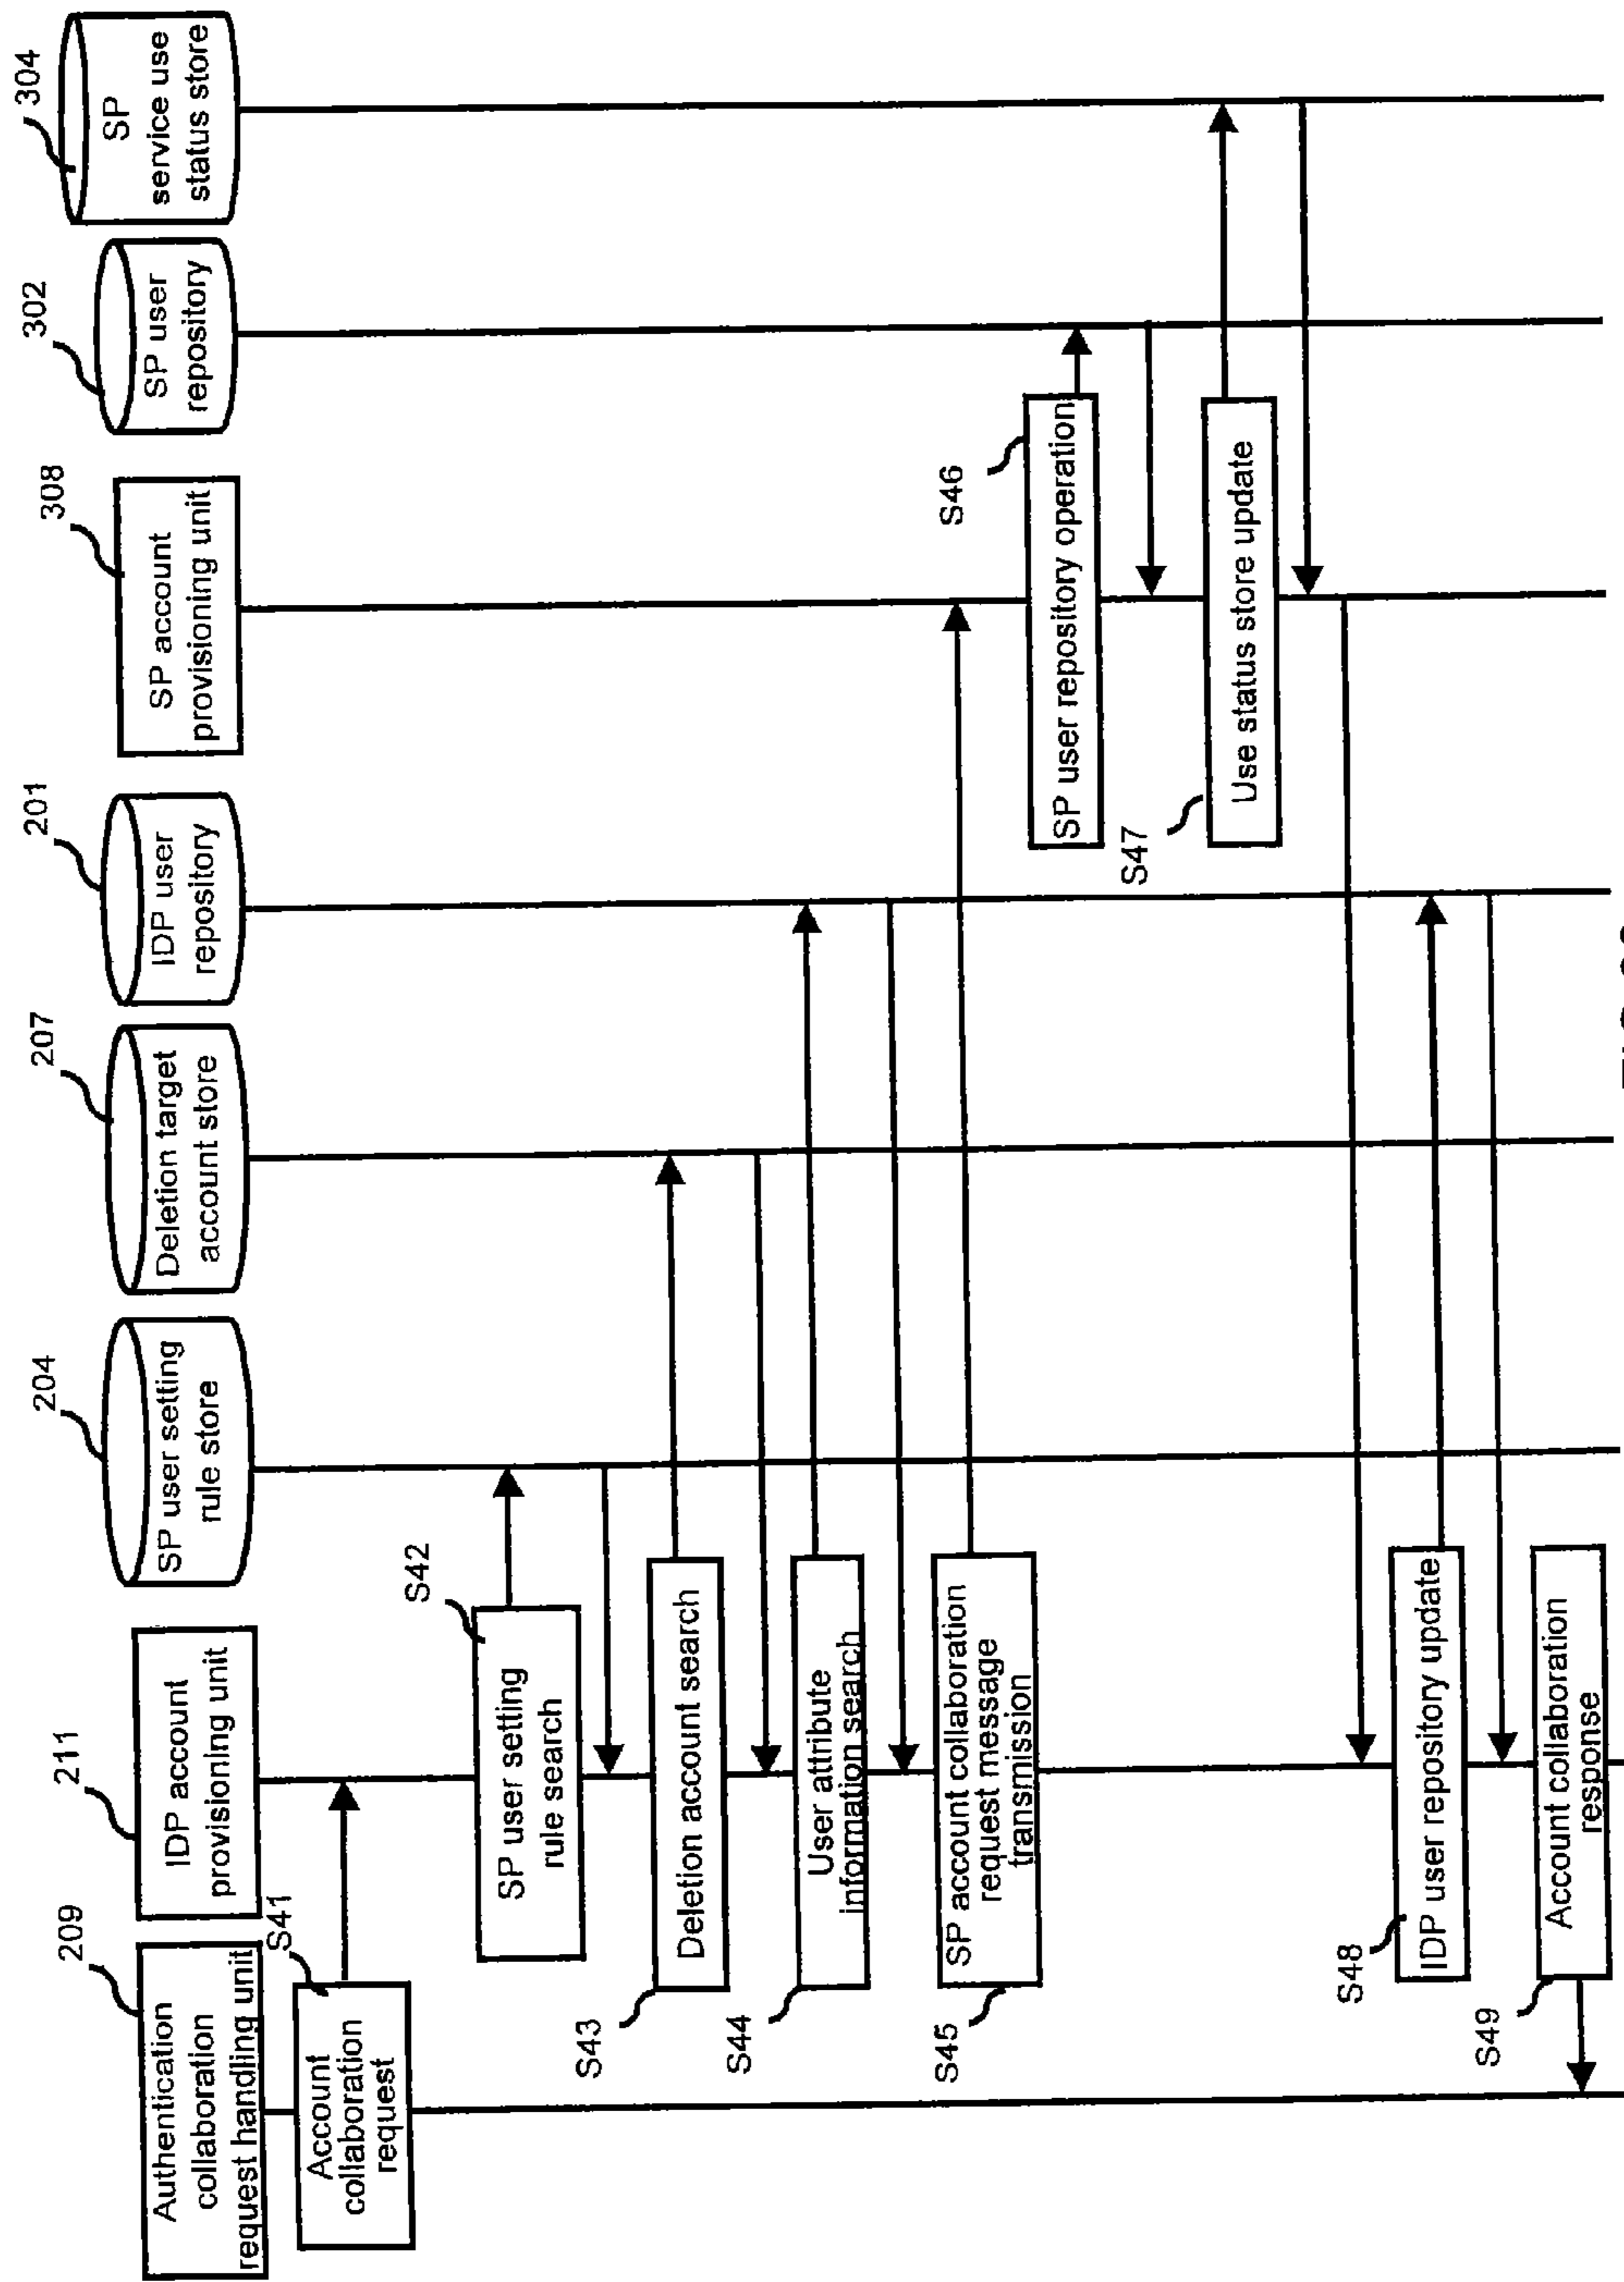 209
Authentication
collaboration
request handling unit
211
IDP account
provisioning unit
204
SP user setting
rule store
207
Deletion target
account store
201
IDP user
repository
308
SP account
provisioning unit
302
SP user
repository
304
SP
service use
status store
S41
Account
collaboration
request
S42
SP user setting
rule search
S43
Deletion account search
S44
User attribute
information search
S45
SP account collaboration
request message
transmission
S46
SP user repository operation
S47
Use status store update
S48
IDP user repository update
S49
Account collaboration
response